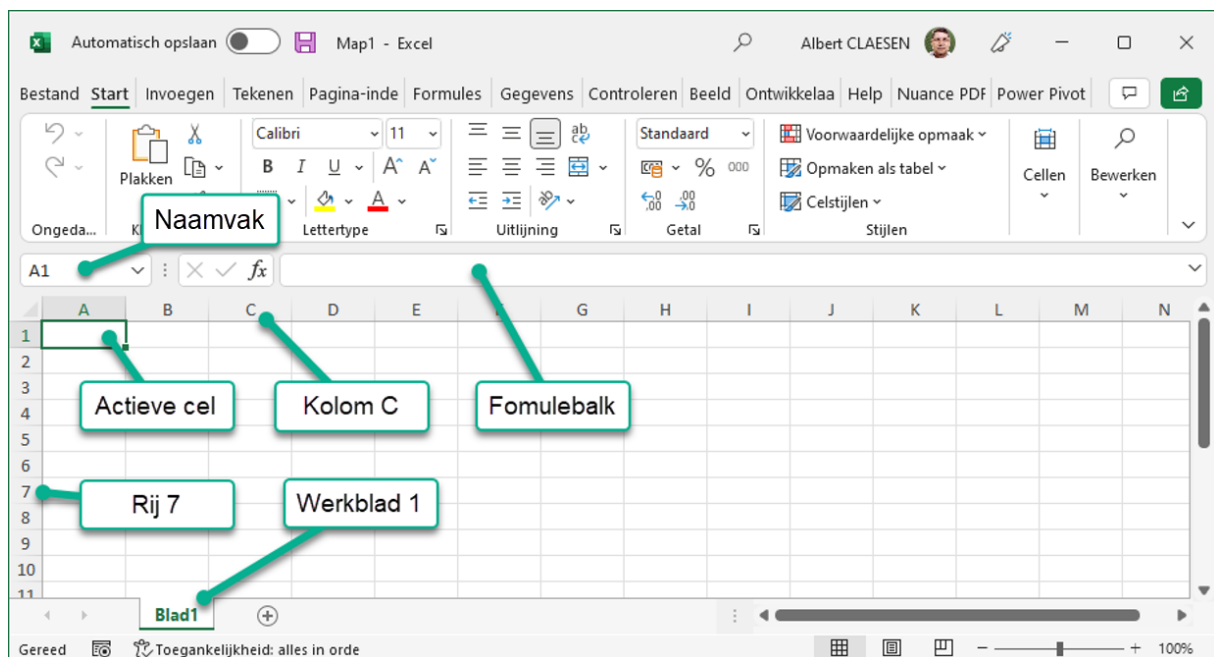 Automatisch opslaan Map1 - Excel Albert CLAESEN
Bestand Start Invoegen Tekenen Pagina-inde Formules Gegevens Controleren Beeld Ontwikkelaa Help Nuance PDF Power Pivot
Calibri 11 ab Standaard Voorwaardelijke opmaak
Plakken B I U A A % 000 Opmaken als tabel Cellen Bewerken
A Celstijlen
Ongeda... Lettertype Uitlijning Getal Stijlen
Naamvak
A1 fx
A B C D E G H I J K L M N
1
2
3
Actieve cel Kolom C Fomulebalk
4
5
6
7
Rij 7 Werkblad 1
8
9
10
11
Blad1
Gereed Toegankelijkheid: alles in orde 100%